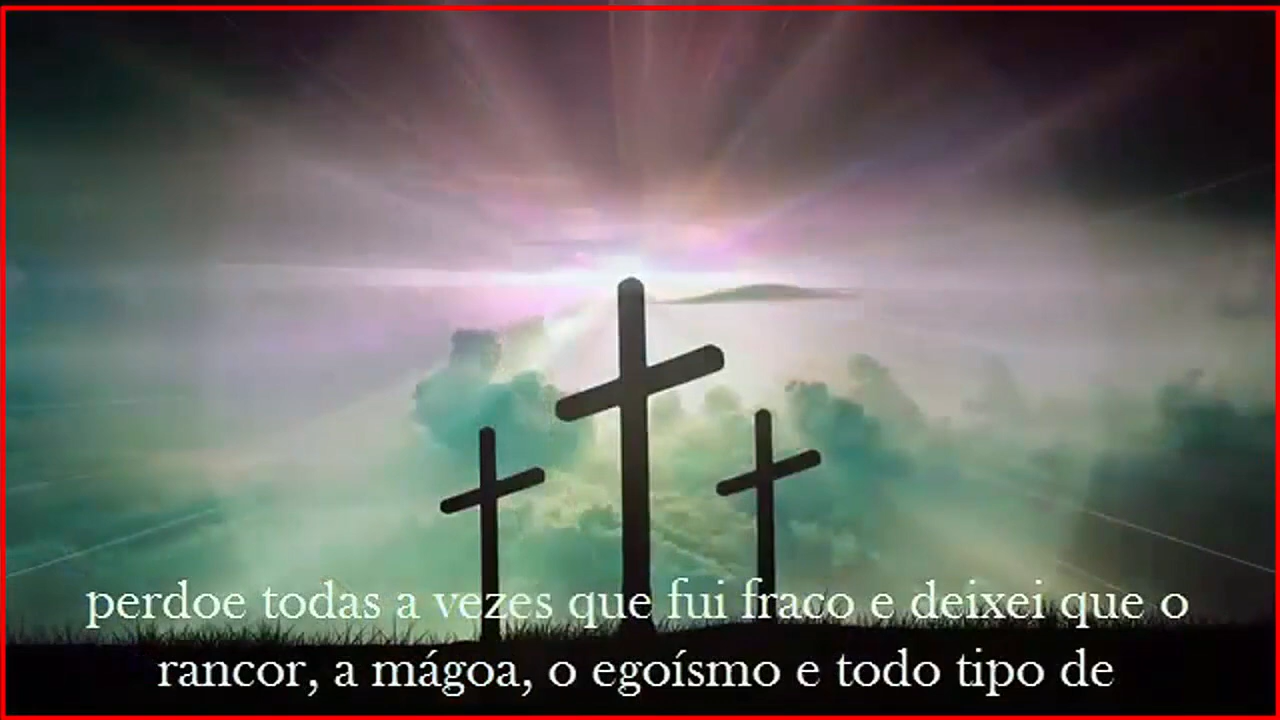 perdoe todas a vezes que fui fraco e deixei que o
rancor, a mágoa, o egoísmo e todo tipo de